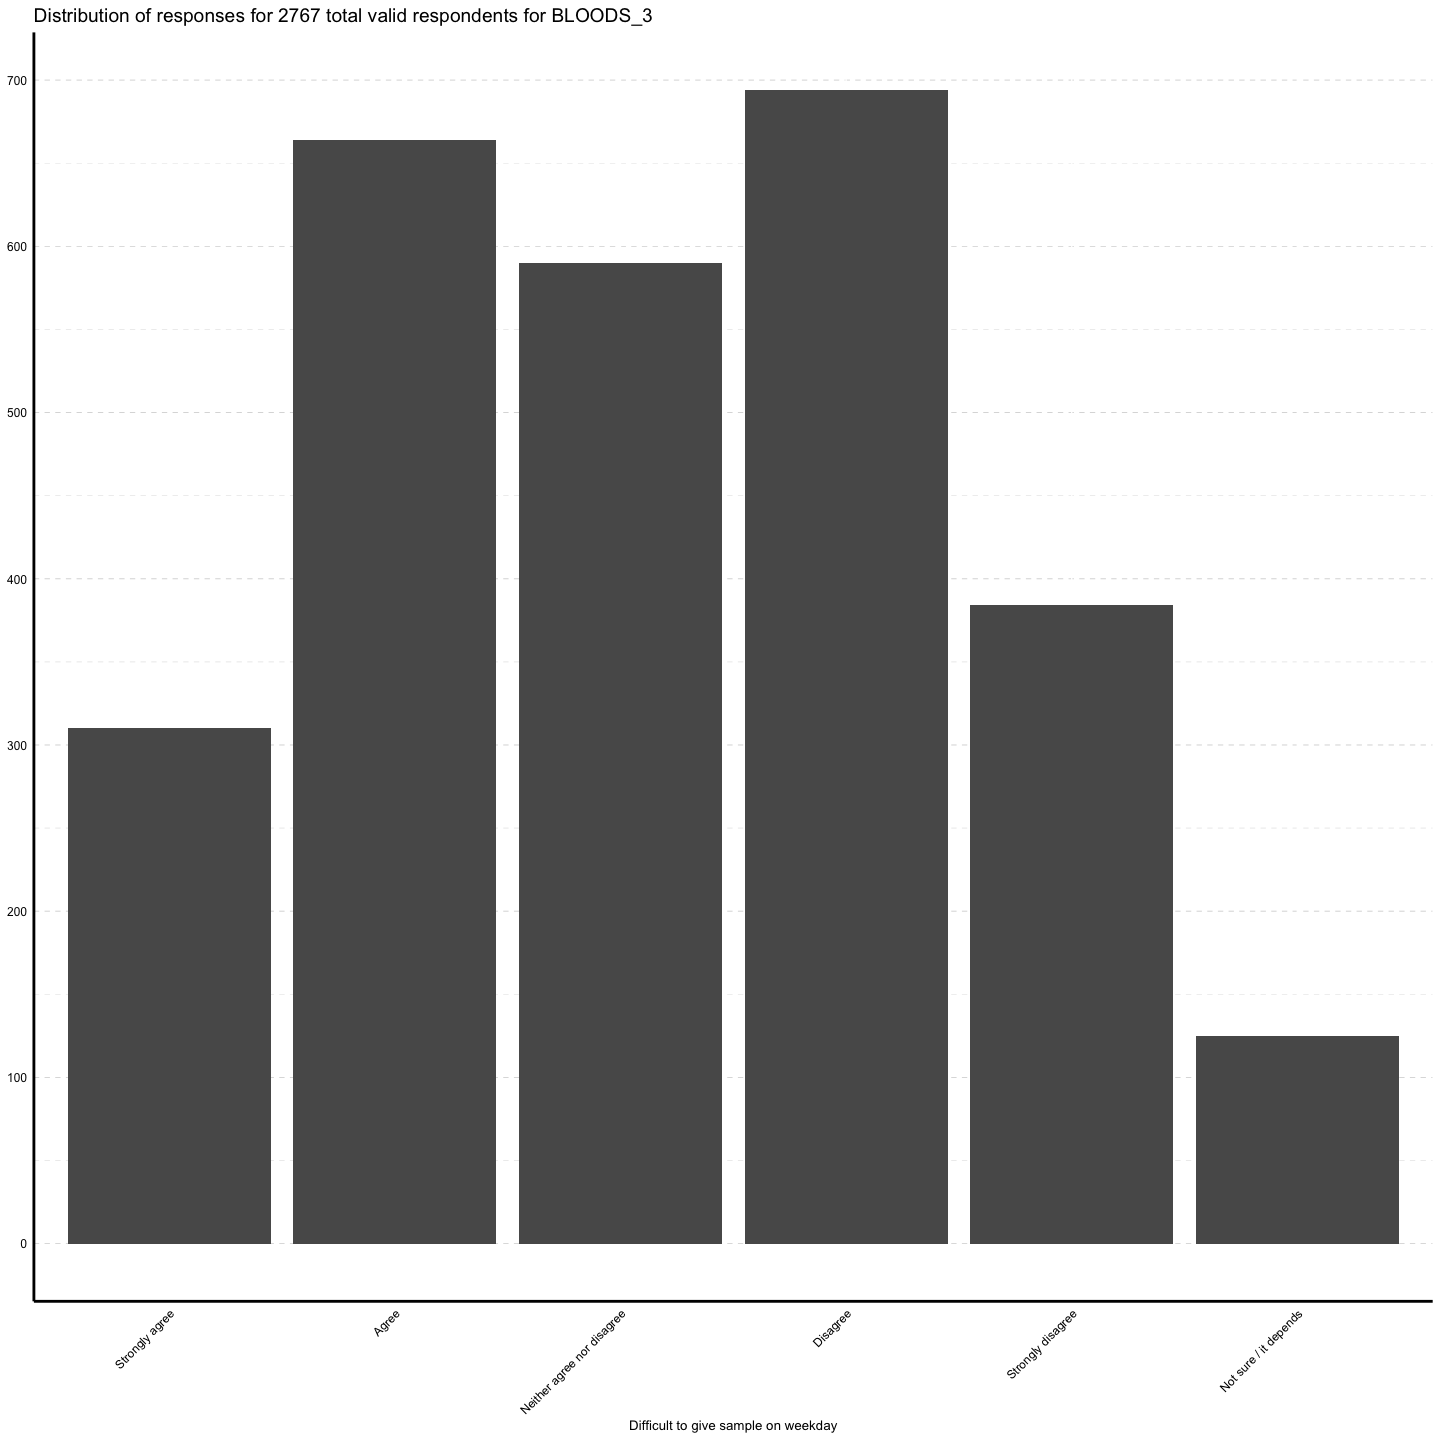 Distribution of responses for 2767 total valid respondents for BLOODS_3
700
600
500
400
300
200
100
0
Strongly agree
Agree
Neither agree nor disagree
Disagree
Strongly disagree
Not sure / it depends
Difficult to give sample on weekday